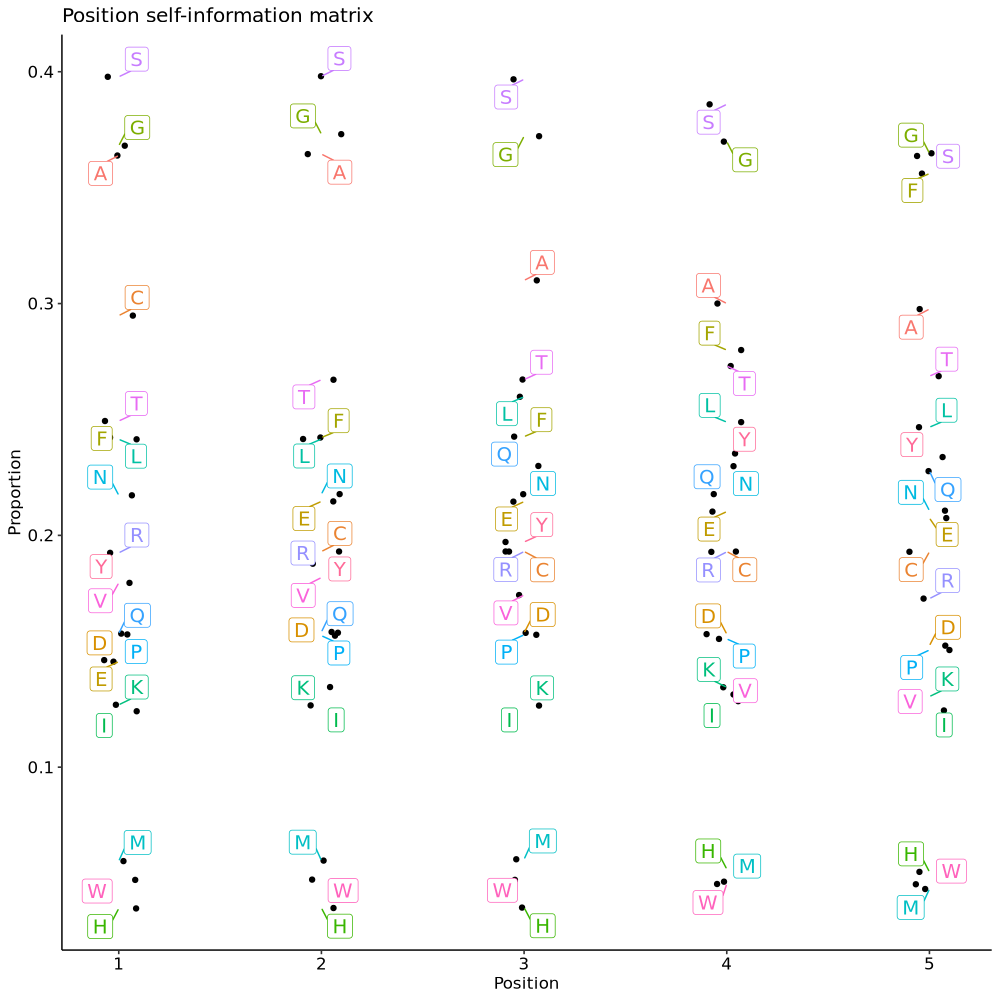 Position self-information matrix
S
S
S
S
G
G
G
G
G
S
A
A
F
A
C
A
A
F
T
T
T
T
T
L
L
L
F
F
F
L
L
Y
Y
Q
N
N
Q
N
N
N
Q
E
E
E
E
R
C
Y
R
Y
R
C
R
C
C
R
V
V
V
Q
Q
D
D
D
D
D
P
P
P
P
P
E
K
K
K
K
V
V
K
I
I
I
I
I
M
M
M
H
M
H
W
W
W
W
W
M
H
H
H
0.4
0.3
0.2
0.1
Proportion
1
2
3
4
5
Position